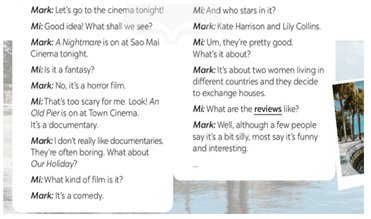 Mark: Let's go to the cinema tonight!
Mi: Good idea! What shall we see?
Mark: A Nightmare is on at Sao Mai
Cinema tonight.
Mi: Is it a fantasy?
Mark: No, it's a horror film.
Mi: That's too scary for me. Look! An
Old Pier is on at Town Cinema.
It's a documentary.
Mark: I don't really like documentaries.
They're often boring. What about
Our Holiday?
Mi: What kind of film is it?
Mark: It's a comedy.
Mi: And who stars in it?
Mark: Kate Harrison and Lily Collins.
Mi: Um, they're pretty good.
What's it about?
Mark: It's about two women living in
different countries and they decide
to exchange houses.
Mi: What are the reviews like?
Mark: Well, although a few people
say it's a bit silly, most say it's funny
and interesting.
...